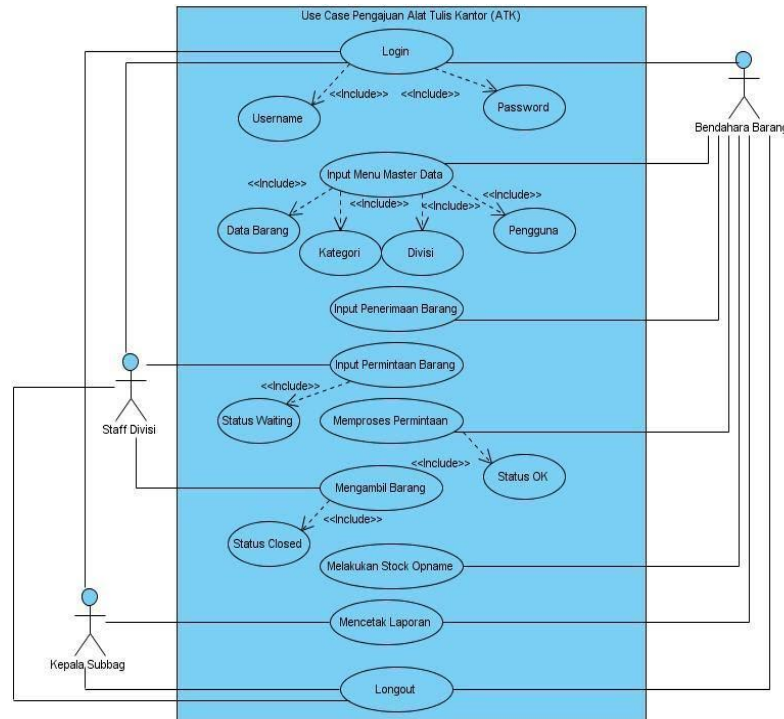 Use Case Pengajuan Alat Tulis Kantor (ATK)
Login
<<Include>>
<<Include>>
Username
Password
Bendahara Barang
Input Menu Master Data
<<Include>>
<<Include>>
<<Include>>
<<Include>>
Data Barang
Kategori
Divisi
Pengguna
Input Penerimaan Barang
Input Permintaan Barang
<<Include>>
Staff Divisi
Status Waiting
Memproses Permintaan
<<Include>>
Status OK
Mengambil Barang
<<Include>>
Status Closed
Melakukan Stock Opname
Mencetak Laporan
Kepala Subbag
Longout